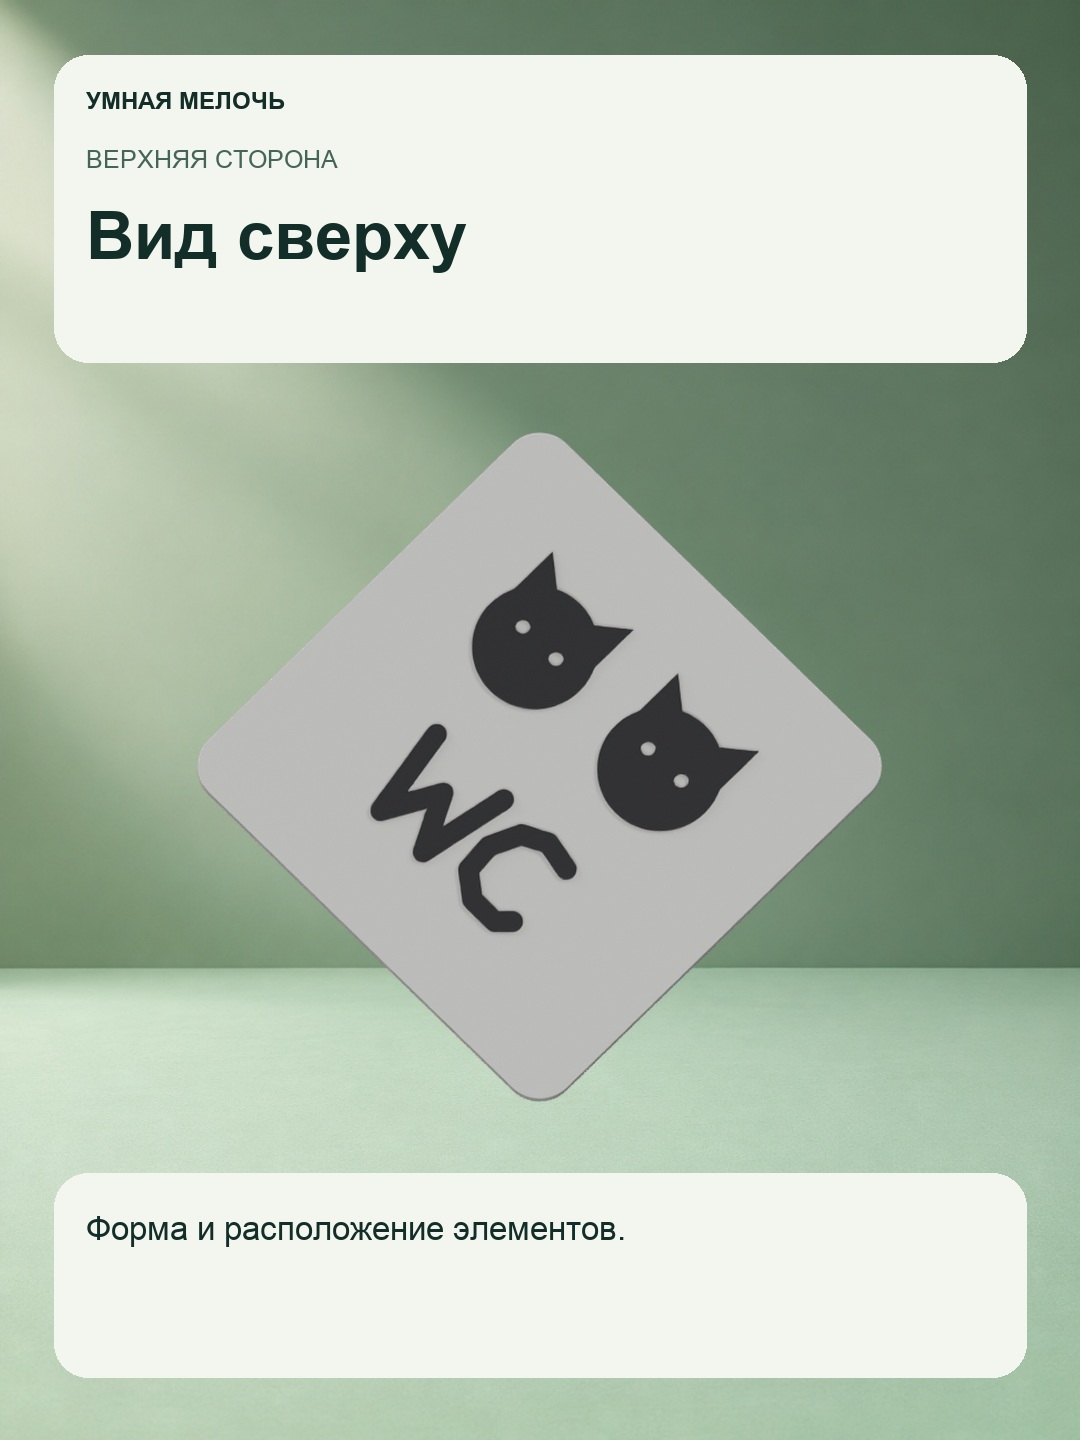 УМНАЯ МЕЛОЧЬ
ВЕРХНЯЯ СТОРОНА
Вид сверху
WC
Форма и расположение элементов.